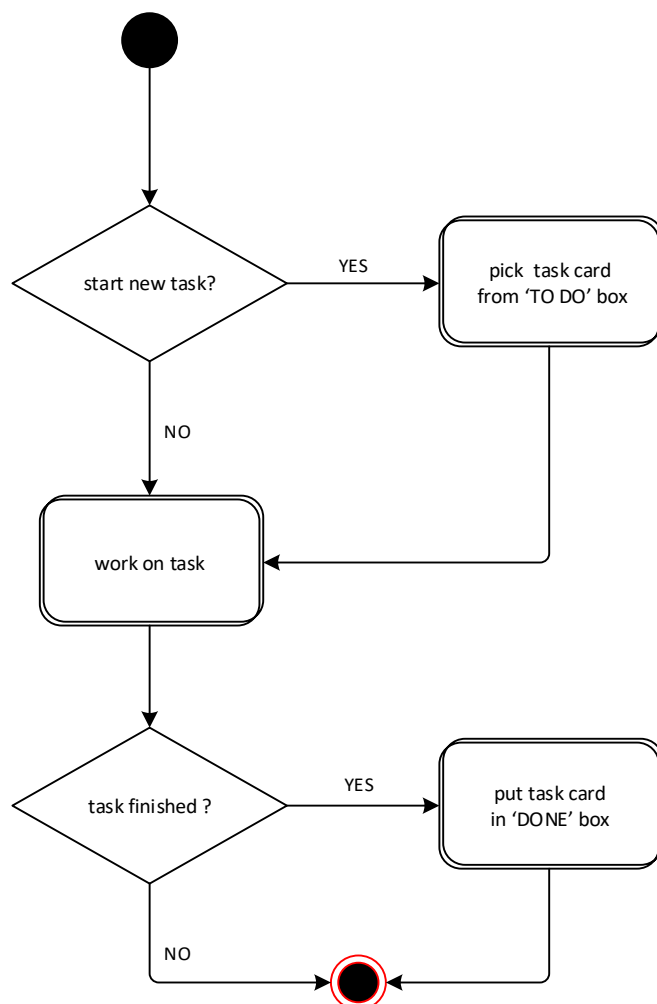 start new task?
YES
pick task card
from ‘TO DO’ box
NO
work on task
task finished ?
YES
put task card
in ‘DONE’ box
NO